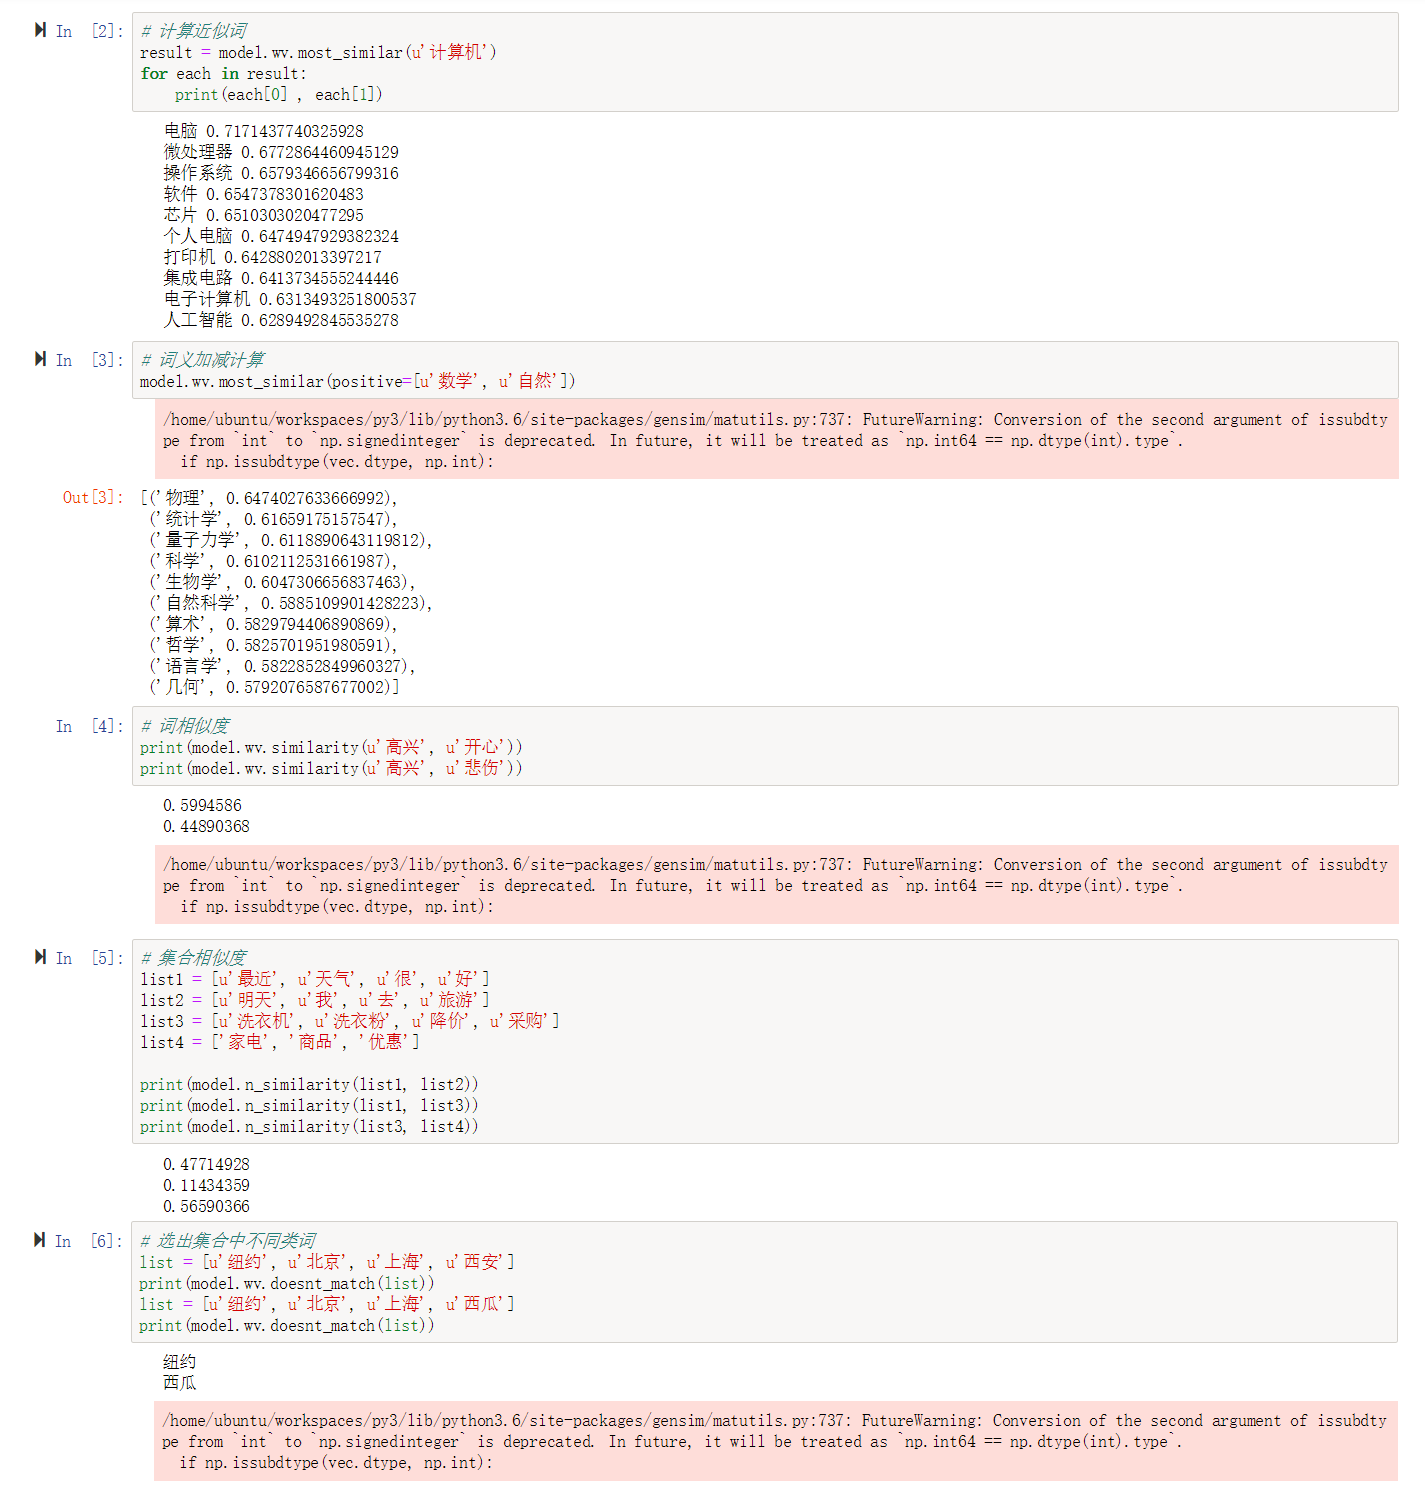 In [2]:
# 计算近似词
result = model.wv.most_similar(u'计算机')
for each in result:
    print(each[0] , each[1])
电脑 0.7171437740325928
微处理器 0.6772864460945129
操作系统 0.6579346656799316
软件 0.6547378301620483
芯片 0.6510303020477295
个人电脑 0.6474947929382324
打印机 0.6428802013397217
集成电路 0.6413734555244446
电子计算机 0.6313493251800537
人工智能 0.6289492845535278
In [3]:
# 词义加减计算
model.wv.most_similar(positive=[u'数学', u'自然'])
/home/ubuntu/workspaces/py3/lib/python3.6/site-packages/gensim/matutils.py:737: FutureWarning: Conversion of the second argument of issubdty
pe from `int` to `np.signedinteger` is deprecated. In future, it will be treated as `np.int64 == np.dtype(int).type`.
  if np.issubdtype(vec.dtype, np.int):
Out[3]:
[('物理', 0.6474027633666992),
 ('统计学', 0.61659175157547),
 ('量子力学', 0.6118890643119812),
 ('科学', 0.6102112531661987),
 ('生物学', 0.6047306656837463),
 ('自然科学', 0.5885109901428223),
 ('算术', 0.5829794406890869),
 ('哲学', 0.5825701951980591),
 ('语言学', 0.5822852849960327),
 ('几何', 0.5792076587677002)]
In [4]:
# 词相似度
print(model.wv.similarity(u'高兴', u'开心'))
print(model.wv.similarity(u'高兴', u'悲伤'))
0.5994586
0.44890368
/home/ubuntu/workspaces/py3/lib/python3.6/site-packages/gensim/matutils.py:737: FutureWarning: Conversion of the second argument of issubdty
pe from `int` to `np.signedinteger` is deprecated. In future, it will be treated as `np.int64 == np.dtype(int).type`.
  if np.issubdtype(vec.dtype, np.int):
In [5]:
# 集合相似度
list1 = [u'最近', u'天气', u'很', u'好']
list2 = [u'明天', u'我', u'去', u'旅游']
list3 = [u'洗衣机', u'洗衣粉', u'降价', u'采购']
list4 = ['家电', '商品', '优惠']
print(model.n_similarity(list1, list2))
print(model.n_similarity(list1, list3))
print(model.n_similarity(list3, list4))
0.47714928
0.11434359
0.56590366
In [6]:
# 选出集合中不同类词
list = [u'纽约', u'北京', u'上海', u'西安']
print(model.wv.doesnt_match(list))
list = [u'纽约', u'北京', u'上海', u'西瓜']
print(model.wv.doesnt_match(list))
纽约
西瓜
/home/ubuntu/workspaces/py3/lib/python3.6/site-packages/gensim/matutils.py:737: FutureWarning: Conversion of the second argument of issubdty
pe from `int` to `np.signedinteger` is deprecated. In future, it will be treated as `np.int64 == np.dtype(int).type`.
  if np.issubdtype(vec.dtype, np.int):